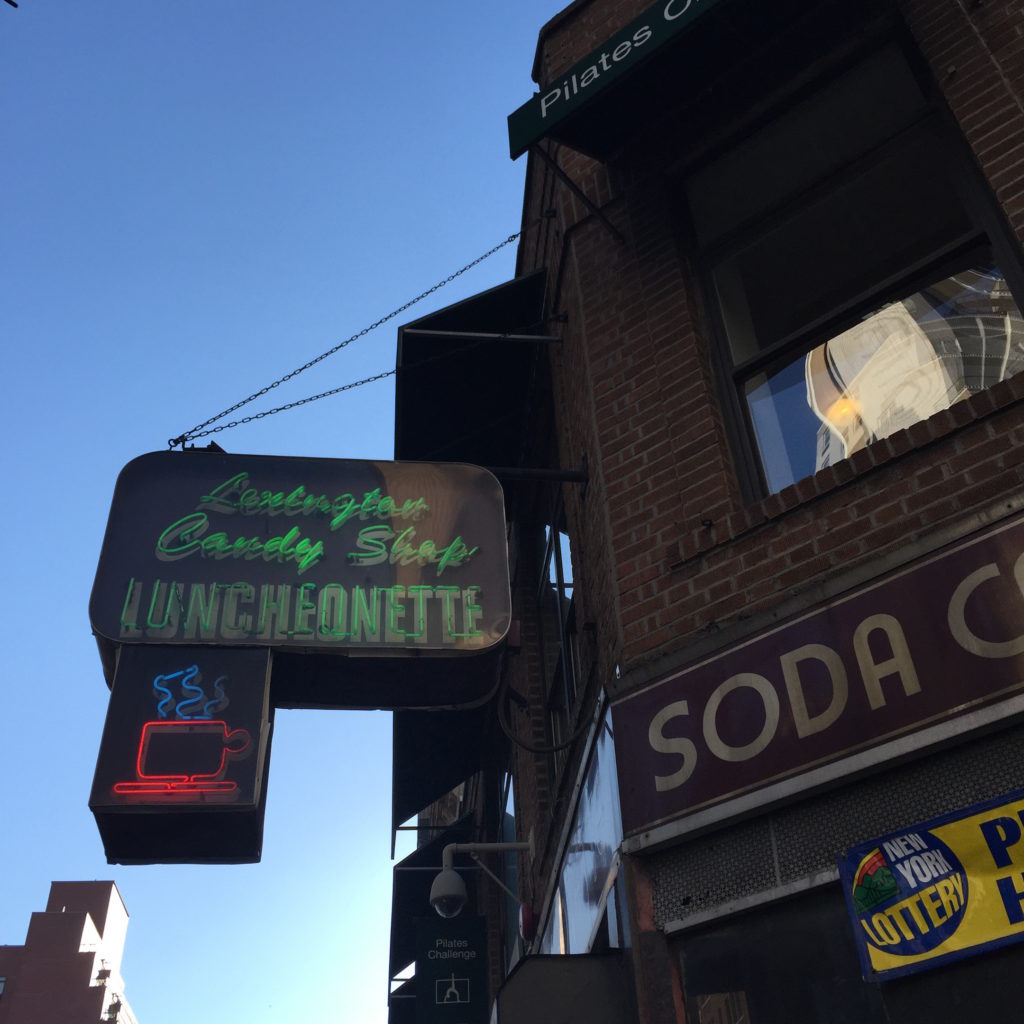 Pilates
Lexington
Candy Shop
LUNCHEONETTE
SODA
NEW
YORK
LOTTERY
Pilates
Challenge